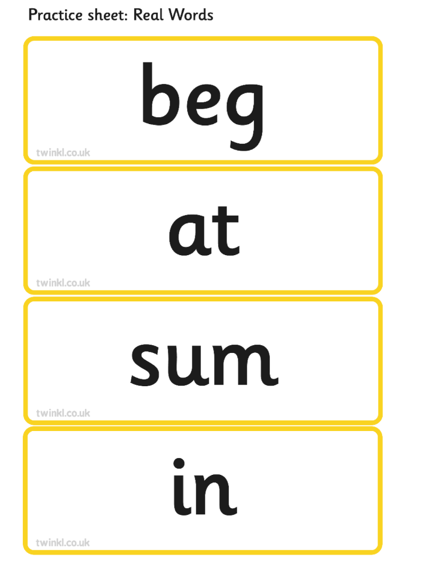 Practice sheet: Real Words
beg
twinkl.co.uk
at
twinkl.co.uk
sum
twinkl.co.uk
in
twinkl.co.uk